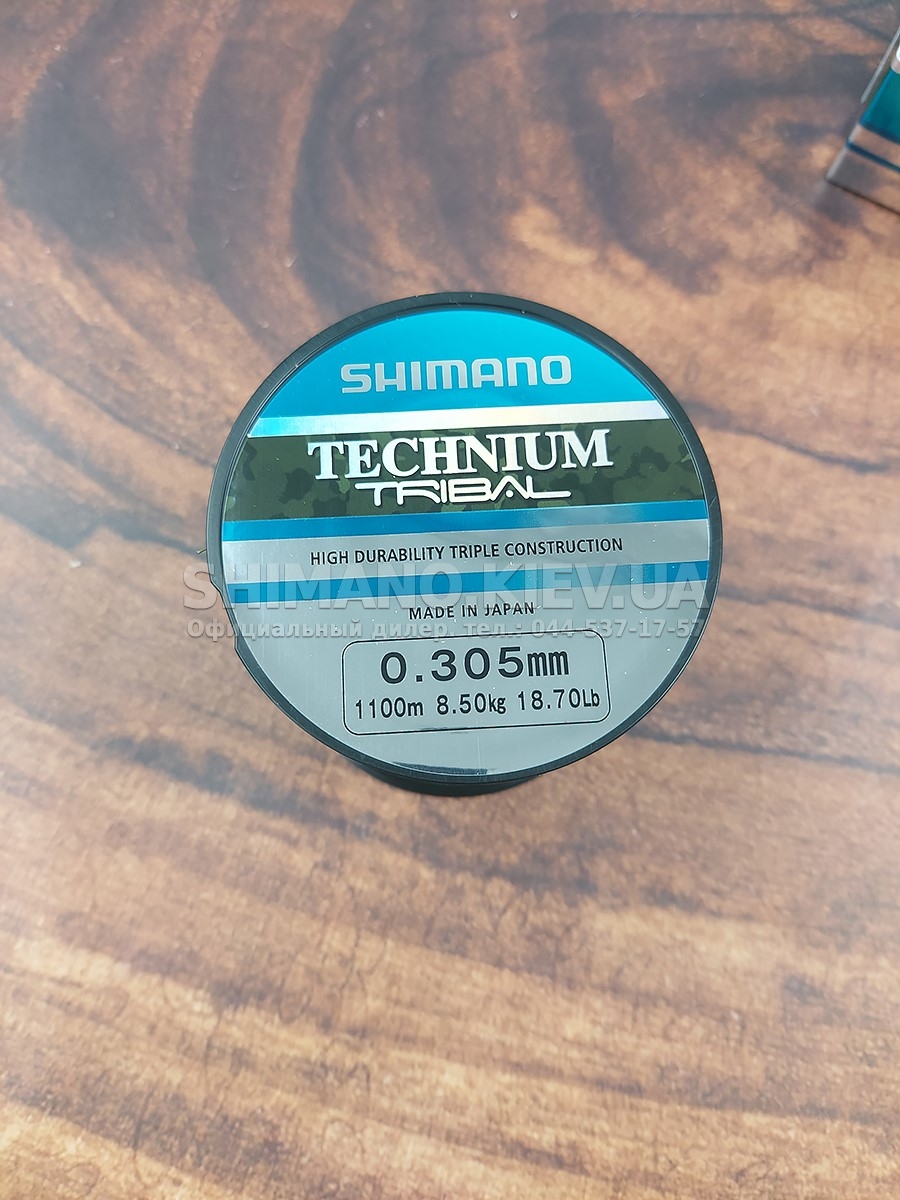 SHIMANO
TECHNIUM
TRIBAL
HIGH DURABILITY TRIPLE CONSTRUCTION
SHIMANO.KIEV.UA
MADE IN JAPAN
Официальный дилер. тел.: 044-537-17-57
0.305mm
1100m 8.50kg 18.70Lb